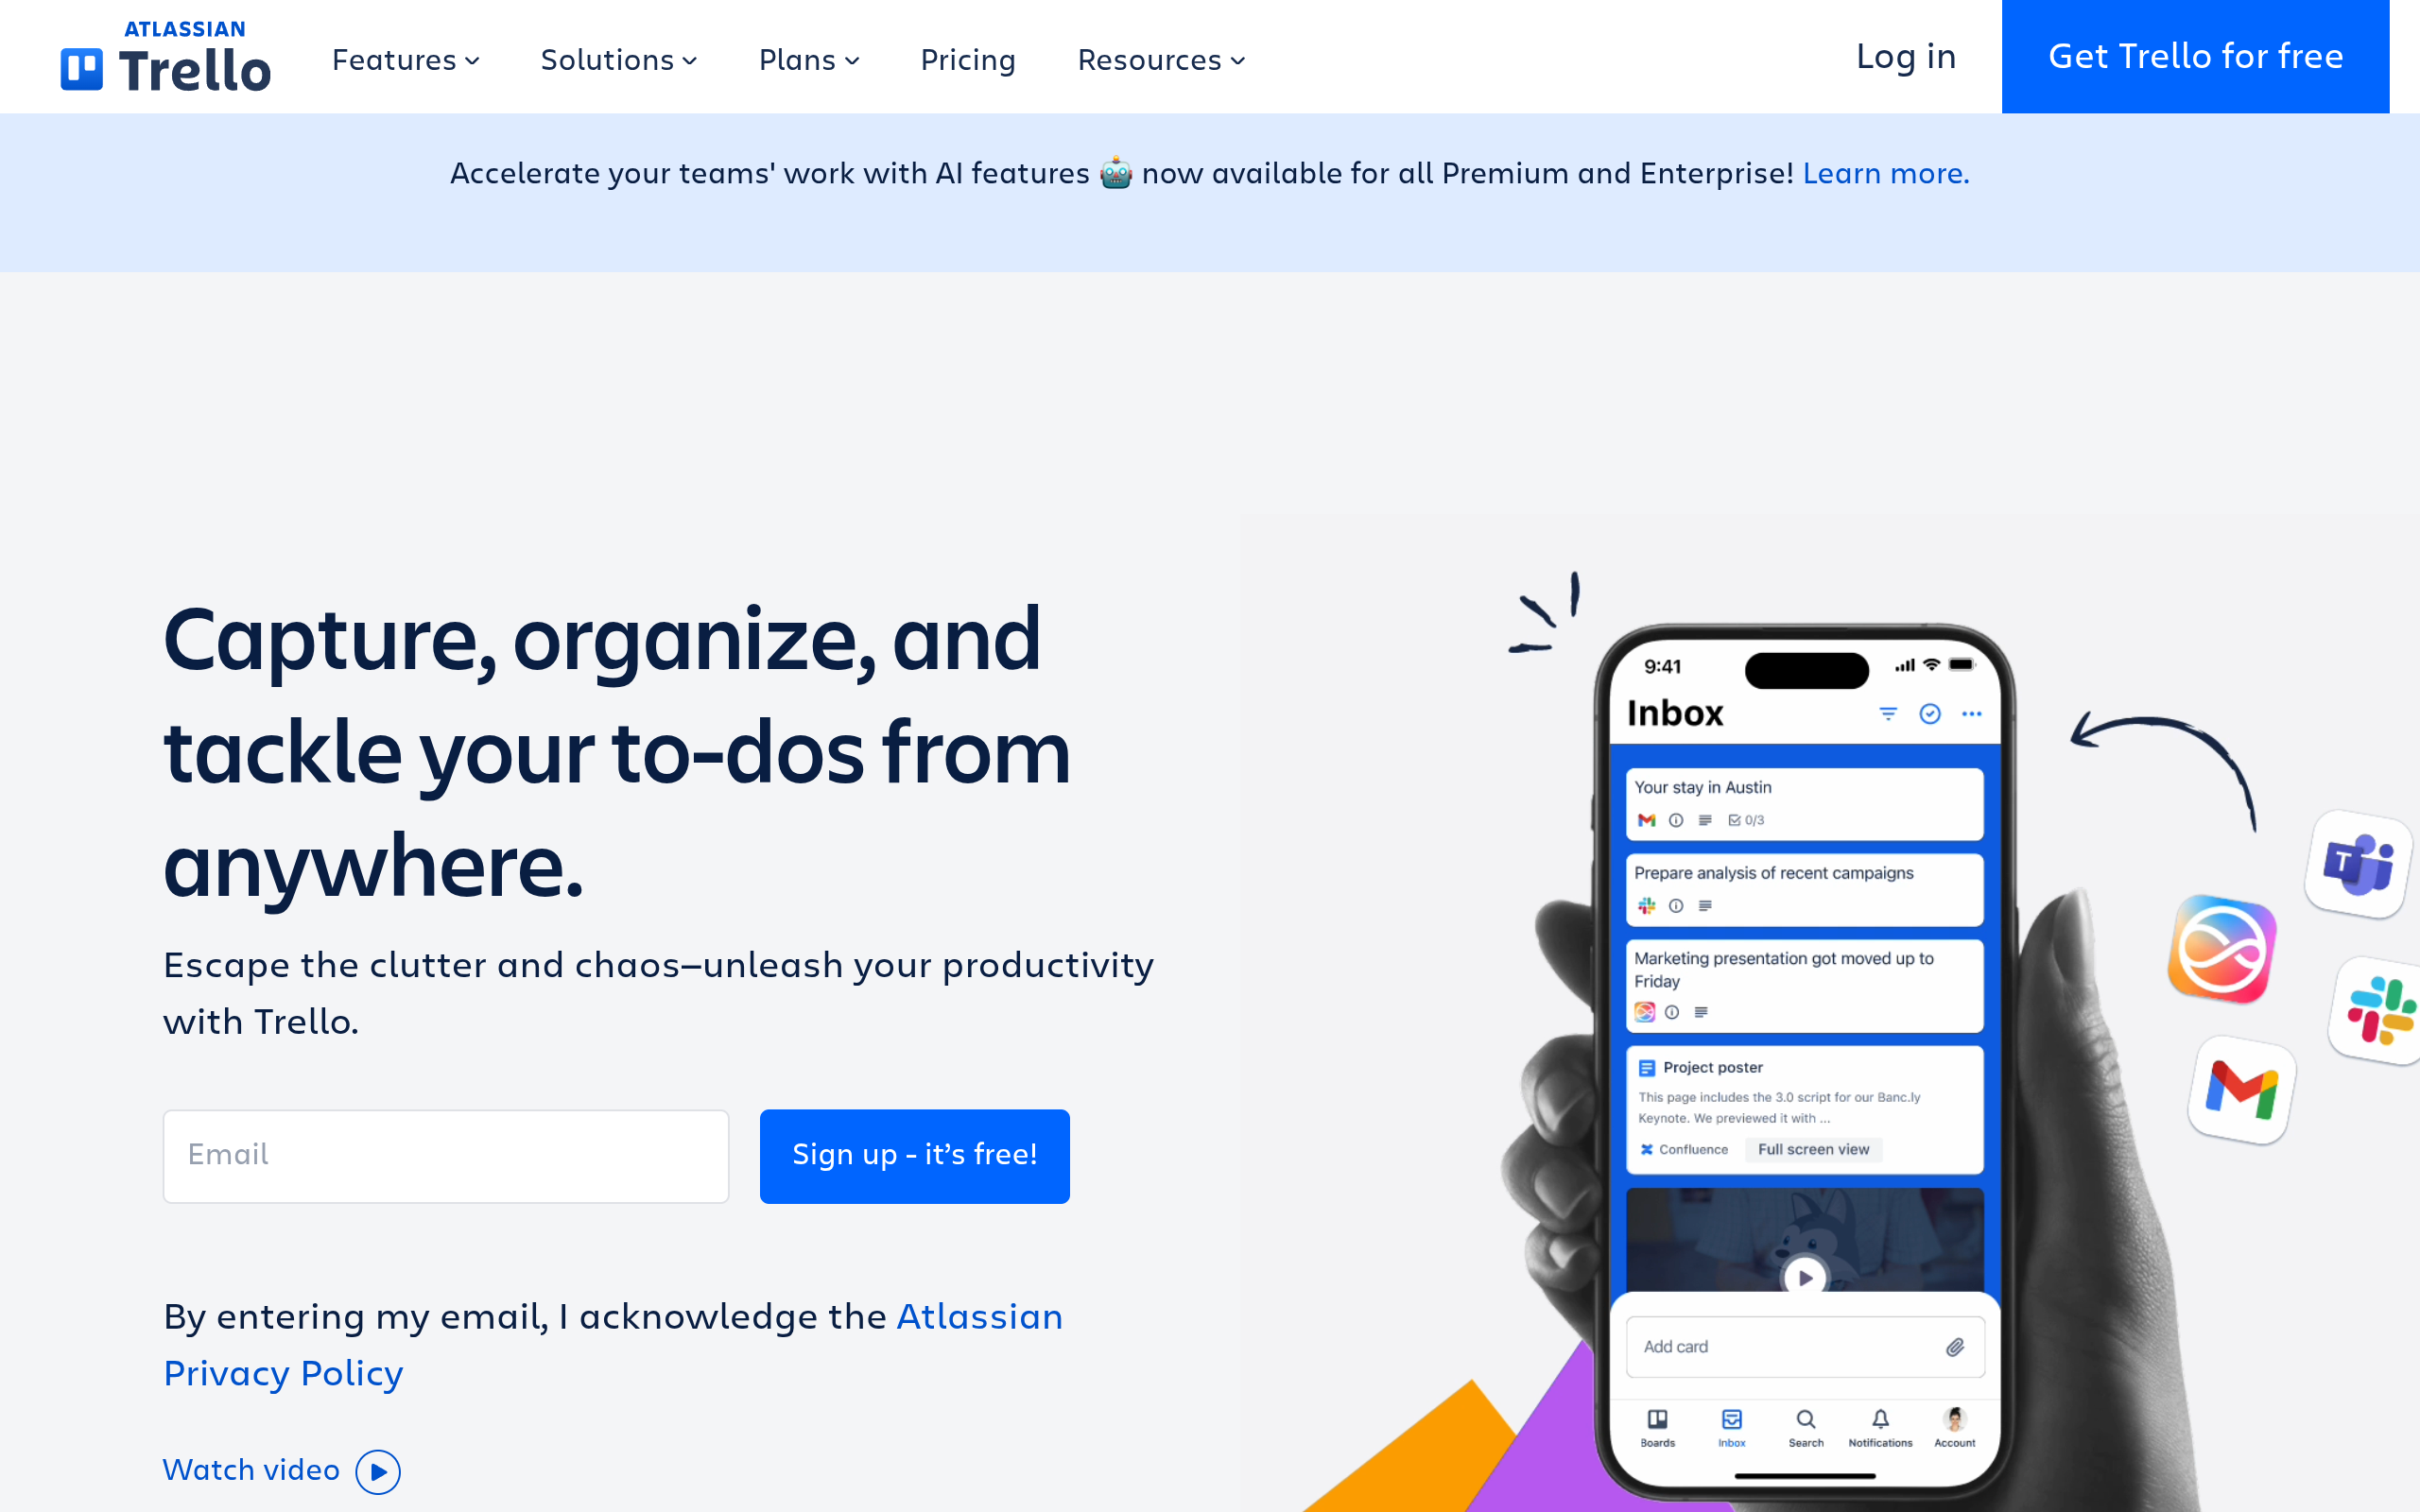 ATLASSIAN
Trello
Features
Solutions
Plans
Pricing
Resources
Log in
Get Trello for free
Accelerate your teams' work with AI features 🤖 now available for all Premium and Enterprise! Learn more.
Capture, organize, and
tackle your to-dos from
anywhere.
Escape the clutter and chaos—unleash your productivity
with Trello.
Email
Sign up - it’s free!
By entering my email, I acknowledge the Atlassian
Privacy Policy
Watch video
9:41
Inbox
Your stay in Austin
0/3
Prepare analysis of recent campaigns
Marketing presentation got moved up to
Friday
Project poster
This page includes the 3.0 script for our Banc.ly
Keynote. We previewed it with ...
Confluence
Full screen view
Add card
Boards
Inbox
Search
Notifications
Account
T